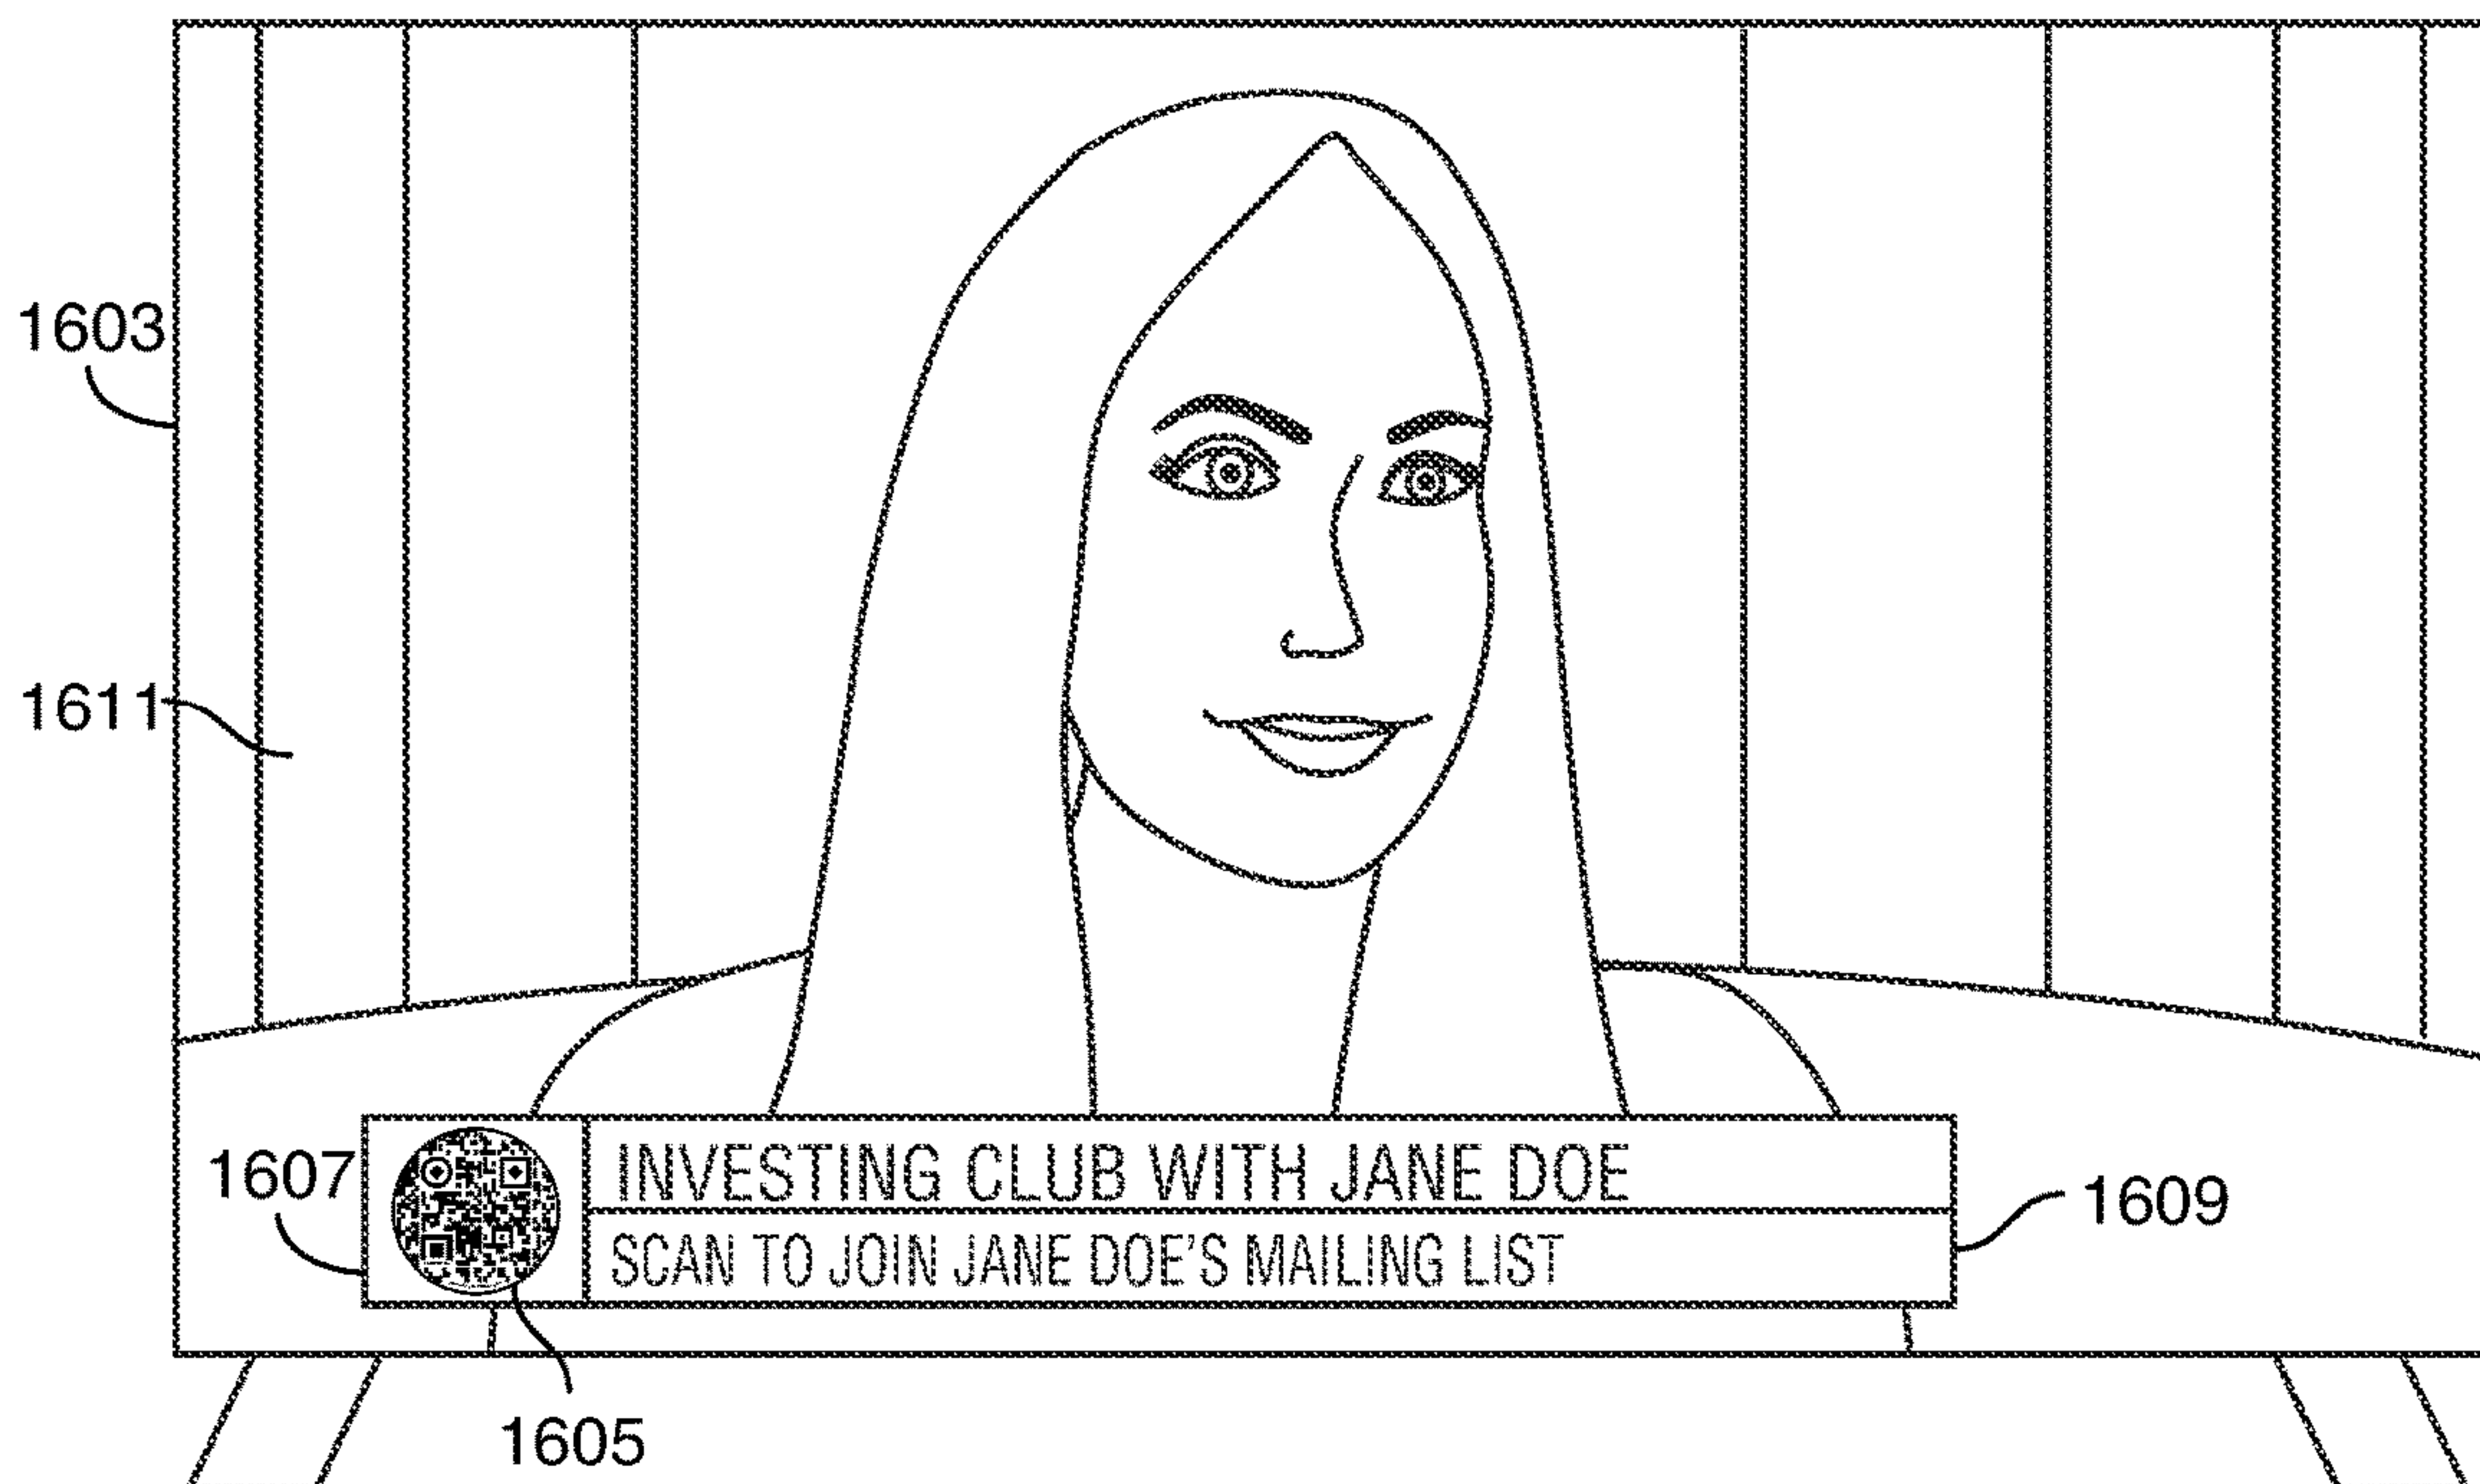 1603
1611
1607
INVESTING CLUB WITH JANE DOE
SCAN TO JOIN JANE DOE'S MAILING LIST
1609
1605